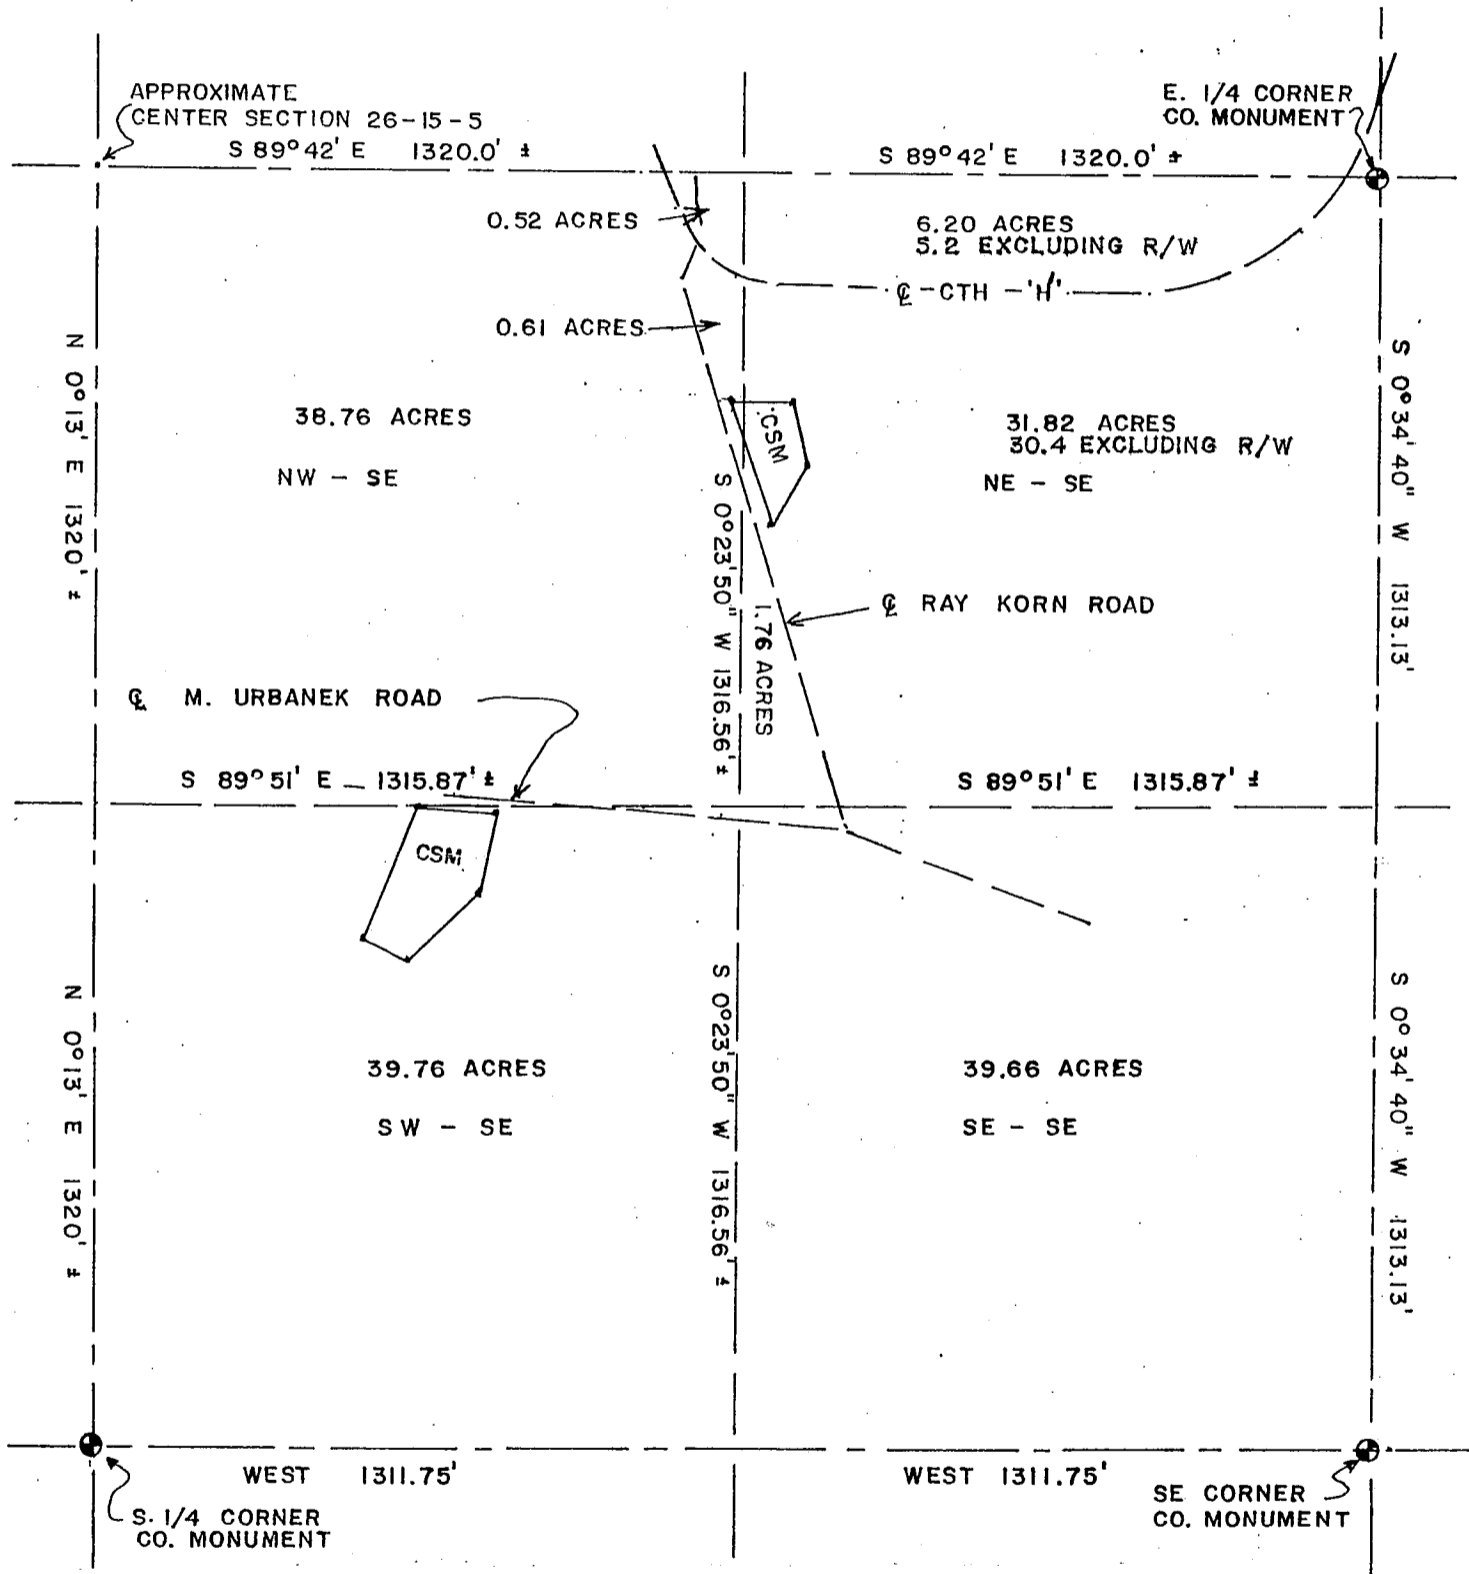 APPROXIMATE
CENTER SECTION 26-15-5
S 89°42' E 1320.0' ±
E. 1/4 CORNER
CO. MONUMENT
S 89°42' E 1320.0' ±
0.52 ACRES
6.20 ACRES
5.2 EXCLUDING R/W
℄ - CTH - 'H'
0.61 ACRES
N 0°13' E 1320' ±
38.76 ACRES
NW - SE
CSM
31.82 ACRES
30.4 EXCLUDING R/W
NE - SE
S 0°34'40" W 1313.13'
S 0°23'50" W 1316.56' ±
1.76 ACRES
℄ RAY KORN ROAD
℄ M. URBANEK ROAD
S 89°51' E 1315.87' ±
S 89°51' E 1315.87' ±
CSM
N 0°13' E 1320' ±
39.76 ACRES
SW - SE
S 0°23'50" W 1316.56' ±
39.66 ACRES
SE - SE
S 0°34'40" W 1313.13'
WEST 1311.75'
WEST 1311.75'
S. 1/4 CORNER
CO. MONUMENT
SE CORNER
CO. MONUMENT